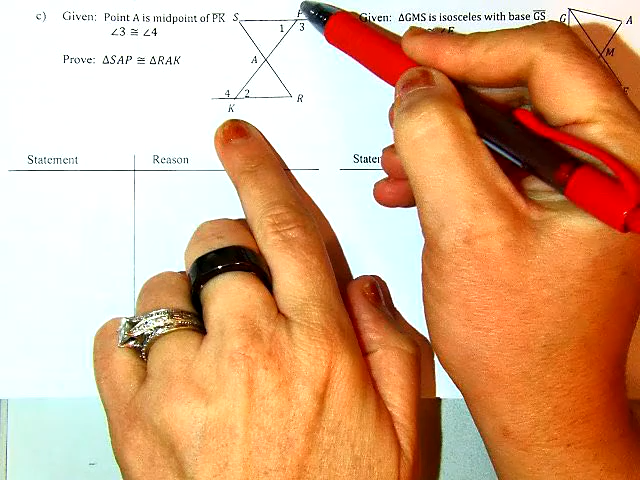 c) Given: Point A is midpoint of PK
∠3 ≅ ∠4
Prove: ΔSAP ≅ ΔRAK
S
1 3
A
4 2
K
R
Statement Reason
Given: ΔGMS is isosceles with base GS
G
A
M